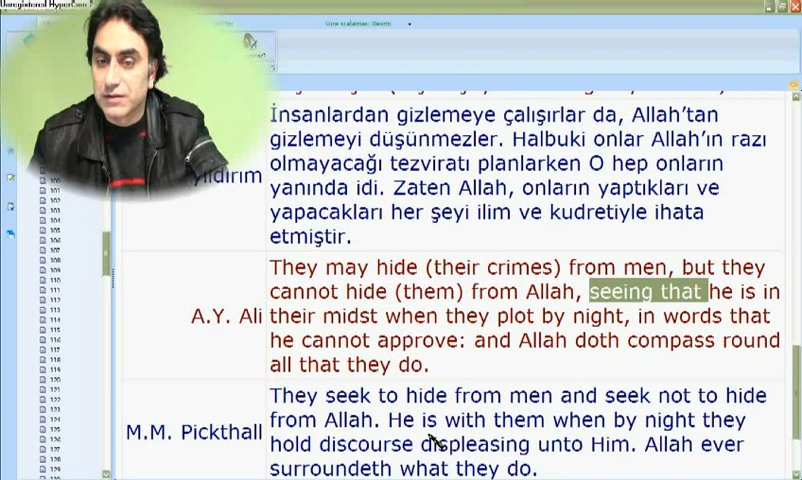 Unregistered HyperCam 2
İnsanlardan gizlemeye çalışırlar da, Allah’tan
gizlemeyi düşünmezler. Halbuki onlar Allah’ın razı
olmayacağı tezviratı planlarken O hep onların
yıldırım
yanında idi. Zaten Allah, onların yaptıkları ve
yapacakları her şeyi ilim ve kudretiyle ihata
etmiştir.
They may hide (their crimes) from men, but they
cannot hide (them) from Allah, seeing that he is in
A.Y. Ali
their midst when they plot by night, in words that
he cannot approve: and Allah doth compass round
all that they do.
They seek to hide from men and seek not to hide
from Allah. He is with them when by night they
M.M. Pickthall
hold discourse displeasing unto Him. Allah ever
surroundeth what they do.